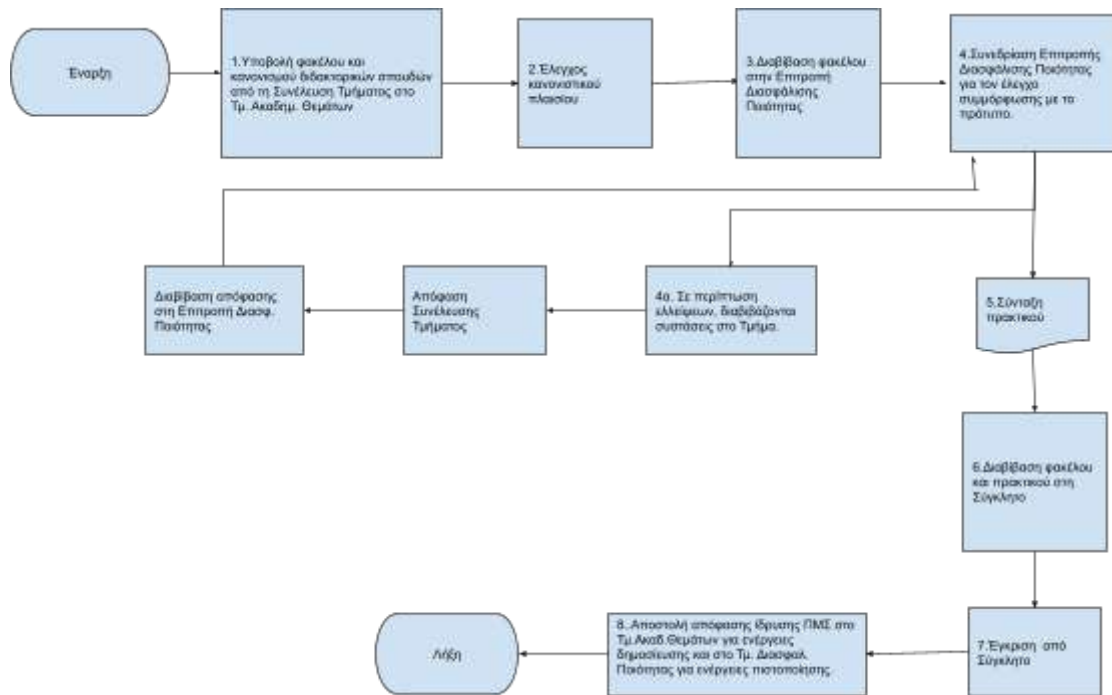 Έναρξη
1.Υποβολή φακέλου και
κανονισμού διδακτορικών σπουδών
από τη Συνέλευση Τμήματος στο
Τμ. Ακαδημ. Θεμάτων
2.Έλεγχος
κανονιστικού
πλαισίου
3.Διαβίβαση φακέλου
στην Επιτροπή
Διασφάλισης
Ποιότητας
4.Συνεδρίαση Επιτροπής
Διασφάλισης Ποιότητας
για τον έλεγχο
συμμόρφωσης με το
πρότυπο.
Διαβίβαση απόφασης
στη Επιτροπή Διασφ.
Ποιότητας
Απόφαση
Συνέλευσης
Τμήματος
4α. Σε περίπτωση
ελλείψεων, διαβιβάζονται
συστάσεις στο Τμήμα.
5.Σύνταξη
πρακτικού
6.Διαβίβαση φακέλου
και πρακτικού στη
Σύγκλητο
7.Έγκριση από
Σύγκλητο
8..Αποστολή απόφασης ίδρυσης ΠΜΣ στο
Τμ.Ακαδ.Θεμάτων για ενέργειες
δημοσίευσης και στο Τμ. Διασφαλ.
Ποιότητας για ενέργειες πιστοποίησης.
Λήξη